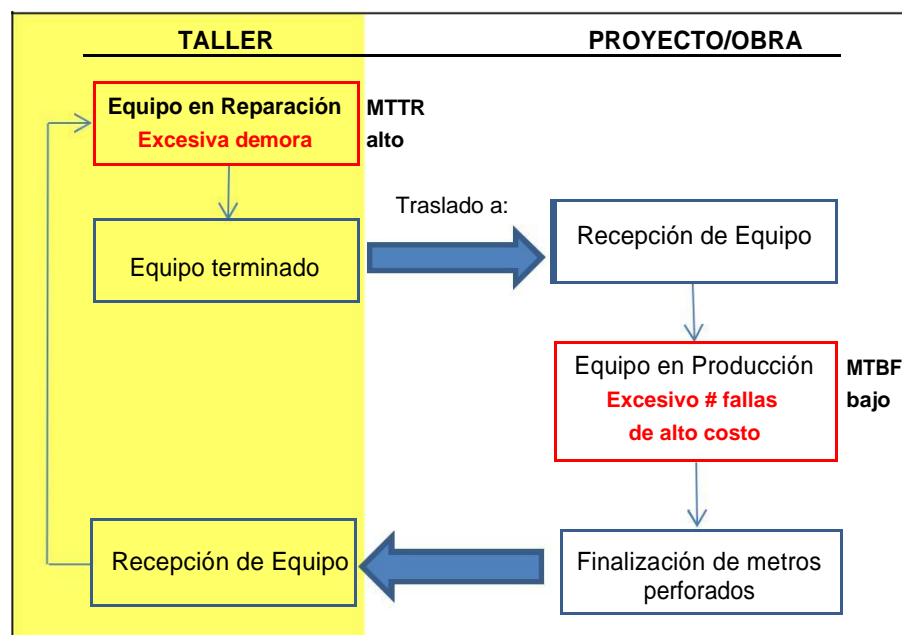 TALLER
PROYECTO/OBRA
Equipo en Reparación
Excesiva demora
MTTR
alto
Traslado a:
Equipo terminado
Recepción de Equipo
Equipo en Producción
Excesivo # fallas
de alto costo
MTBF
bajo
Recepción de Equipo
Finalización de metros
perforados